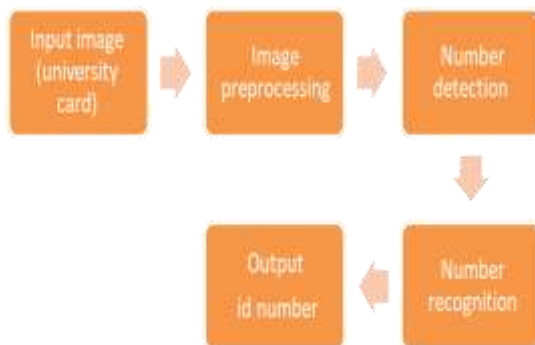 Input image
(university
card)
Image
preprocessing
Number
detection
Number
recognition
Output
id number